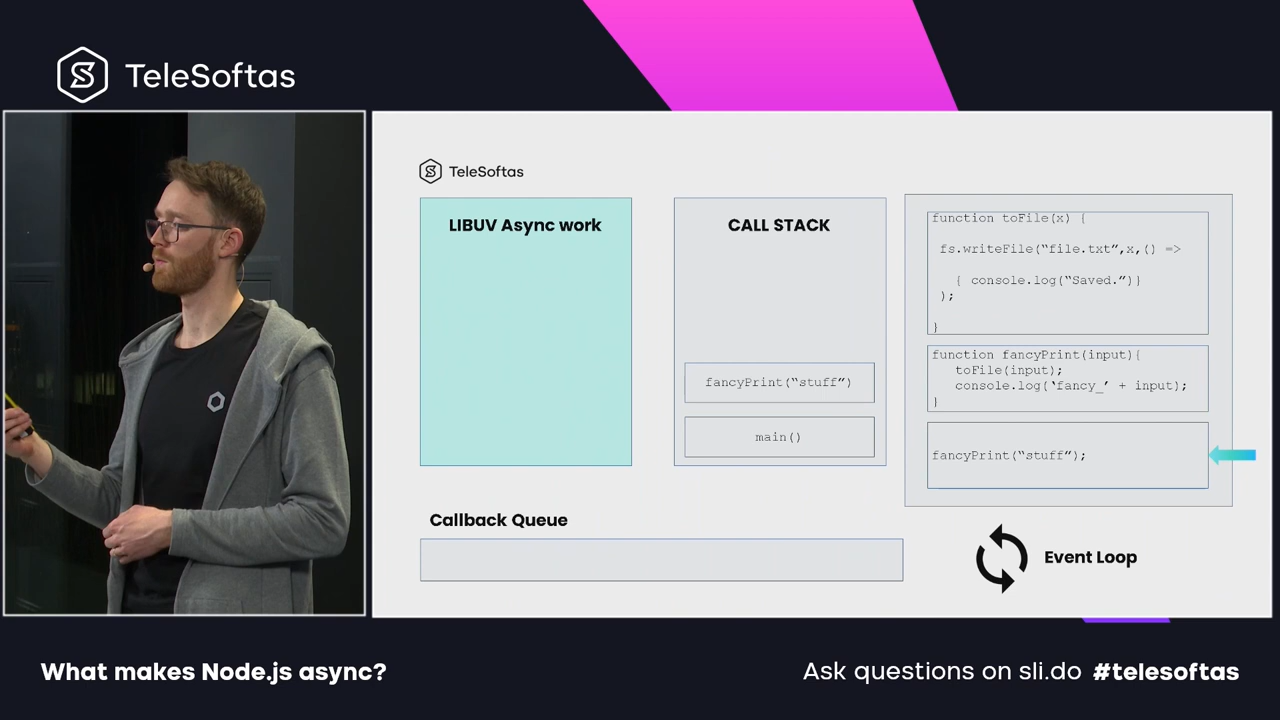 TeleSoftas
TeleSoftas
LIBUV Async work
CALL STACK
fancyPrint(“stuff”)
main()
function toFile(x) {
fs.writeFile(“file.txt”,x,() =>
{ console.log(“Saved.”)}
);
}
function fancyPrint(input){
toFile(input);
console.log(‘fancy_’ + input);
}
fancyPrint(“stuff”);
Callback Queue
Event Loop
What makes Node.js async?
Ask questions on sli.do #telesoftas